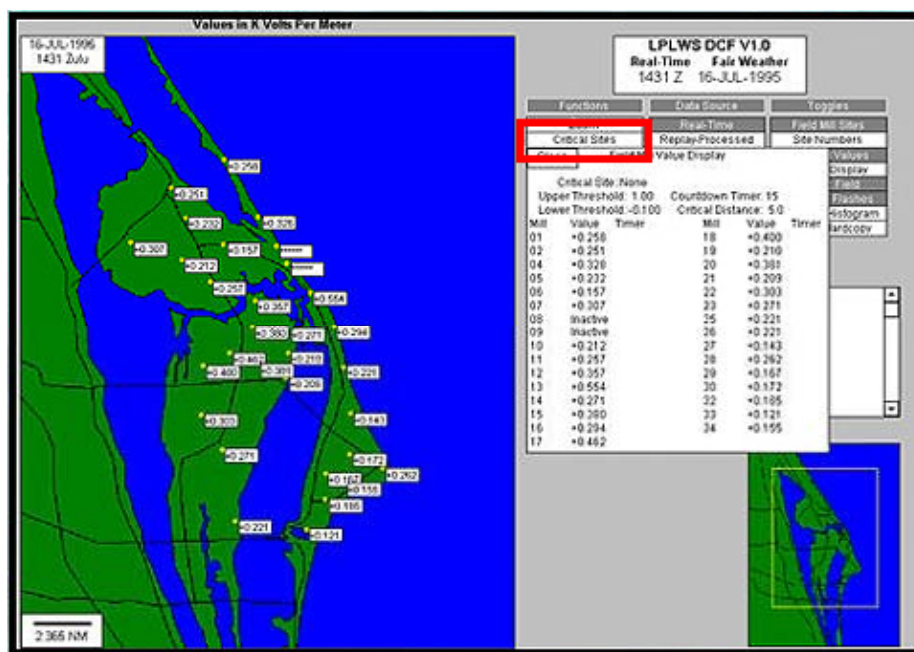 Values in K Volts Per Meter
16-JUL-1996
1431 Zulu
LPLWS DCF V1.0
Real-Time Fair Weather
1431 Z 16-JUL-1995
Functions Data Source Toggles
Real-Time Field Mill Sites
Critical Sites Replay-Processed Site Numbers
Value Display Values
Display
Critical Site: None Field
Upper Threshold: 1.00 Countdown Timer: 15 Flashes
Lower Threshold: -0.100 Critical Distance: 5.0
Mill Value Timer Mill Value Timer
01 +0.258 18 +0.400
02 +0.251 19 +0.210
04 +0.328 20 +0.381
05 +0.232 21 +0.209
06 +0.157 22 +0.303
07 +0.307 23 +0.271
08 Inactive 25 +0.221
09 Inactive 26 +0.221
10 +0.212 27 +0.143
11 +0.257 28 +0.262
12 +0.357 29 +0.167
13 +0.554 30 +0.172
14 +0.271 32 +0.185
15 +0.380 33 +0.121
16 +0.294 34 +0.155
17 +0.462
+0.258
+0.251
+0.328
+0.232
+0.307
+0.157
******
+0.212
******
+0.257
+0.357
+0.554
+0.380
+0.271
+0.294
+0.462
+0.210
+0.400
+0.381
+0.221
+0.209
+0.303
+0.143
+0.271
+0.172
+0.262
+0.167
+0.155
+0.185
+0.221
+0.121
2.365 NM